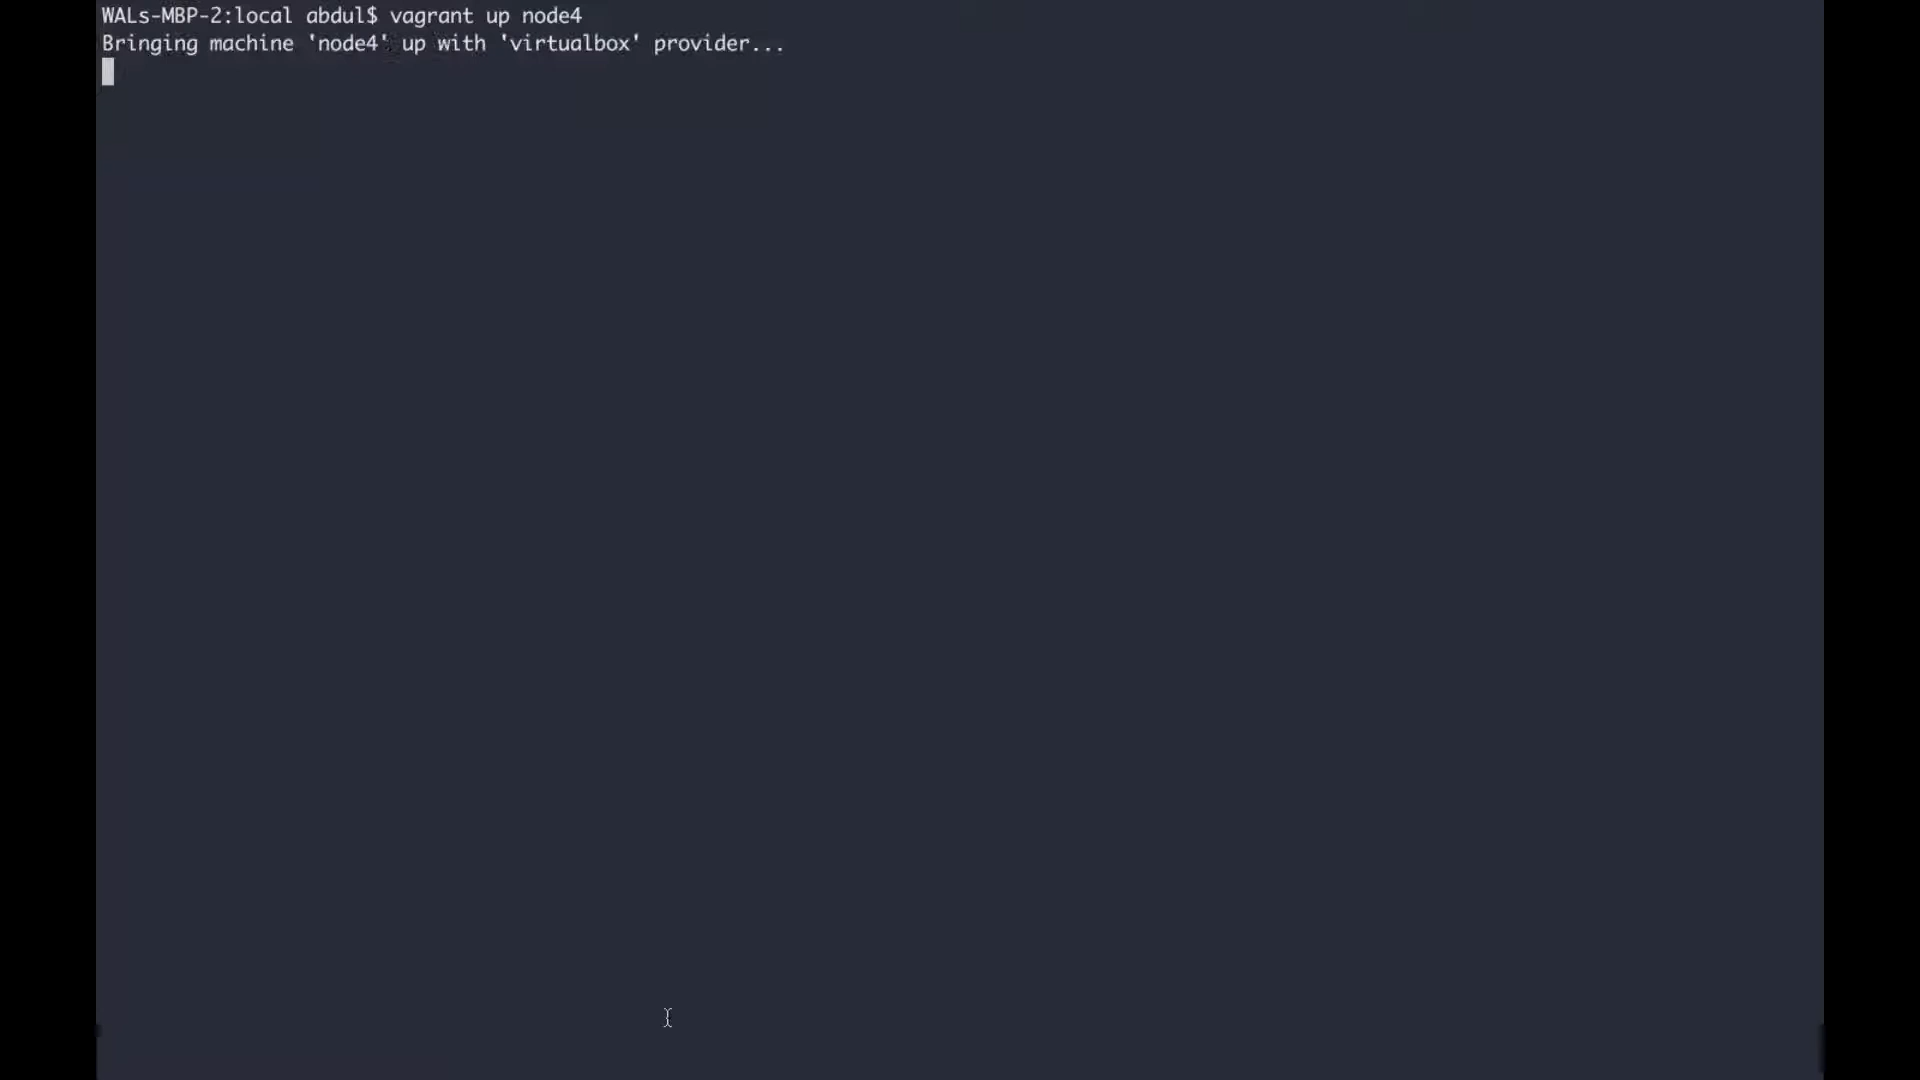 WALs-MBP-2:local abdul$ vagrant up node4
Bringing machine 'node4' up with 'virtualbox' provider...